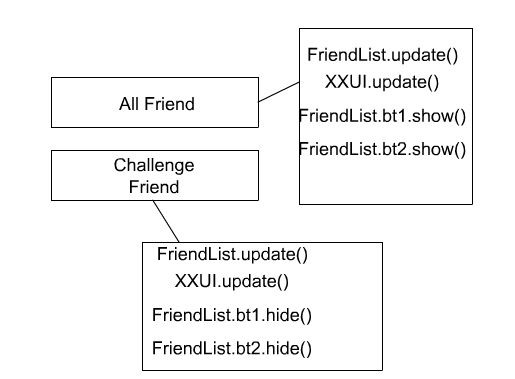 All Friend
FriendList.update()
XXUI.update()
FriendList.bt1.show()
FriendList.bt2.show()
Challenge
Friend
FriendList.update()
XXUI.update()
FriendList.bt1.hide()
FriendList.bt2.hide()